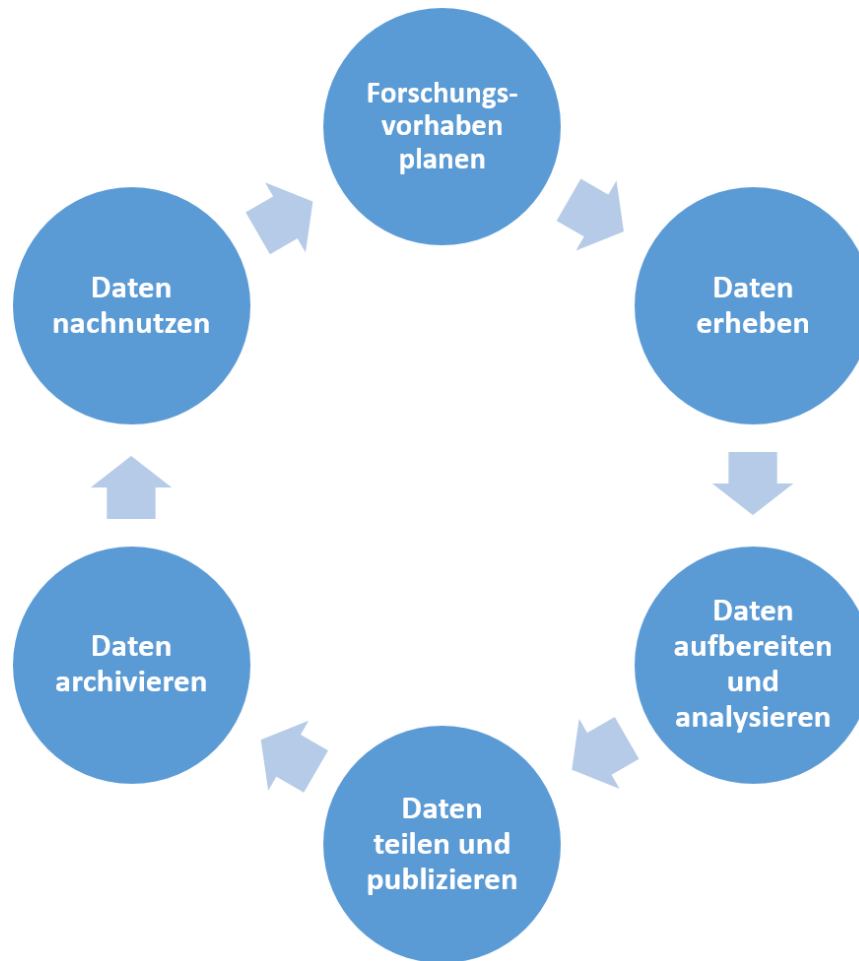 Forschungs-
vorhaben
planen
Daten
erheben
Daten
aufbereiten
und
analysieren
Daten
teilen und
publizieren
Daten
archivieren
Daten
nachnutzen